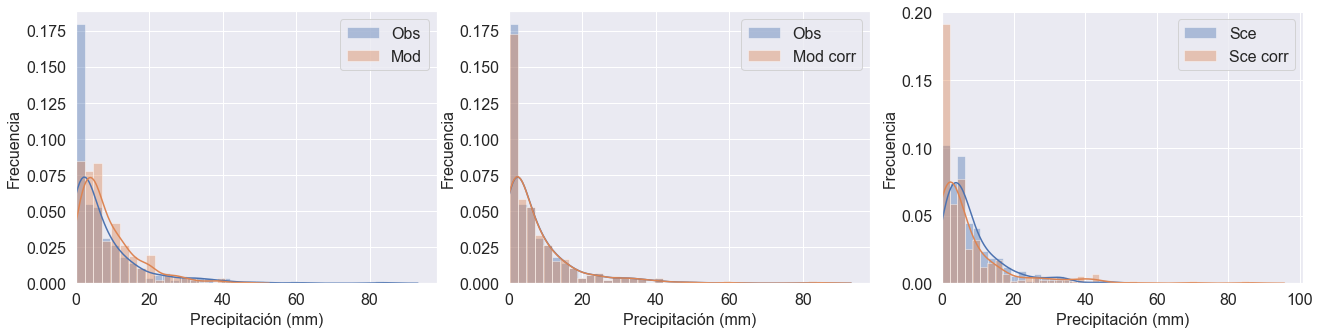 Frecuencia
0.175
0.150
0.125
0.100
0.075
0.050
0.025
0.000
0 20 40 60 80
Precipitación (mm)
Obs
Mod
Frecuencia
0.175
0.150
0.125
0.100
0.075
0.050
0.025
0.000
0 20 40 60 80
Precipitación (mm)
Obs
Mod corr
Frecuencia
0.20
0.15
0.10
0.05
0.00
0 20 40 60 80 100
Precipitación (mm)
Sce
Sce corr